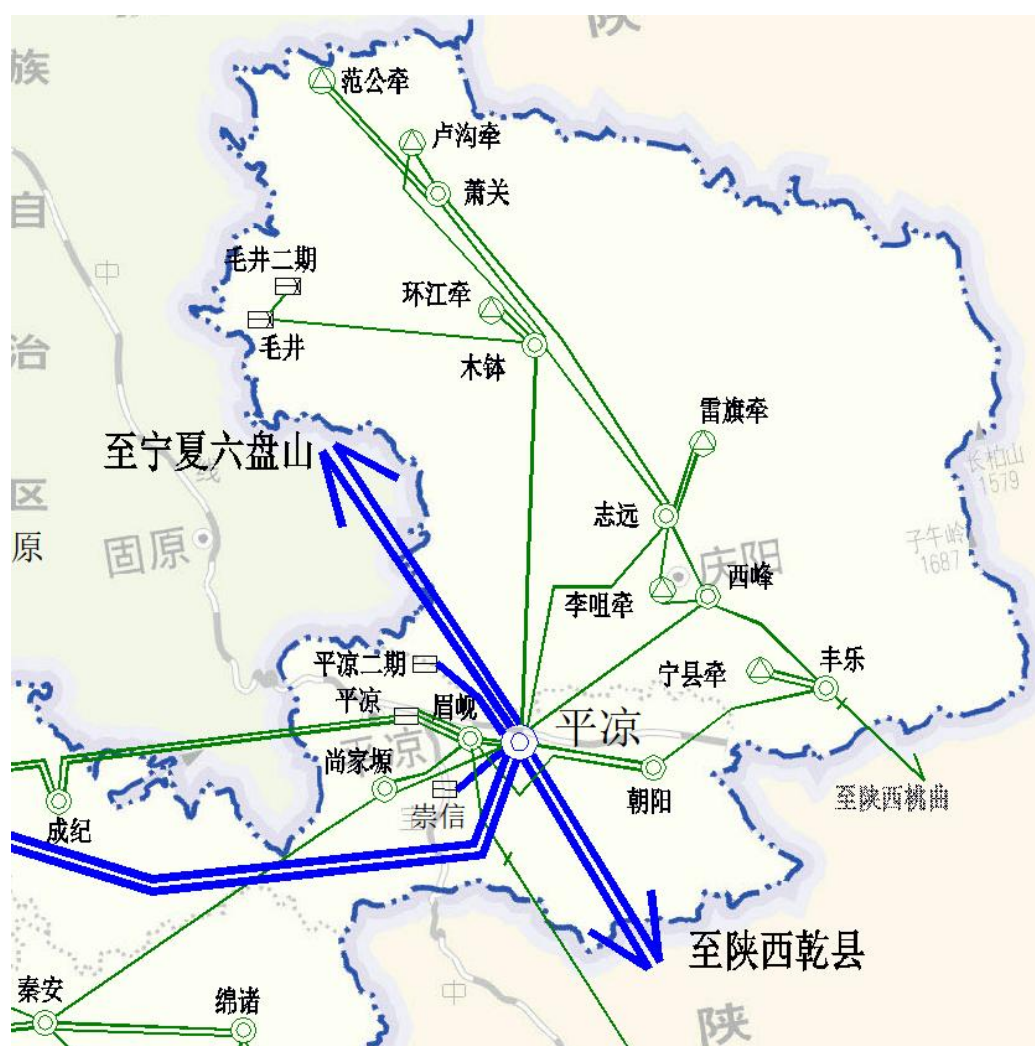 陕
族
自
治
区
原
范公牵
卢沟牵
萧关
中
毛井二期
环江牵
毛井
木钵
雷旗牵
至宁夏六盘山
线
长柏山
1579
固原
志远
子午岭
1687
庆阳
西峰
李咀牵
平凉二期
宁县牵
丰乐
平凉
眉岘
平凉
平凉
尚家塬
朝阳
至陕西桃曲
崇信
宝
成纪
至陕西乾县
秦安
绵诸
中
陕